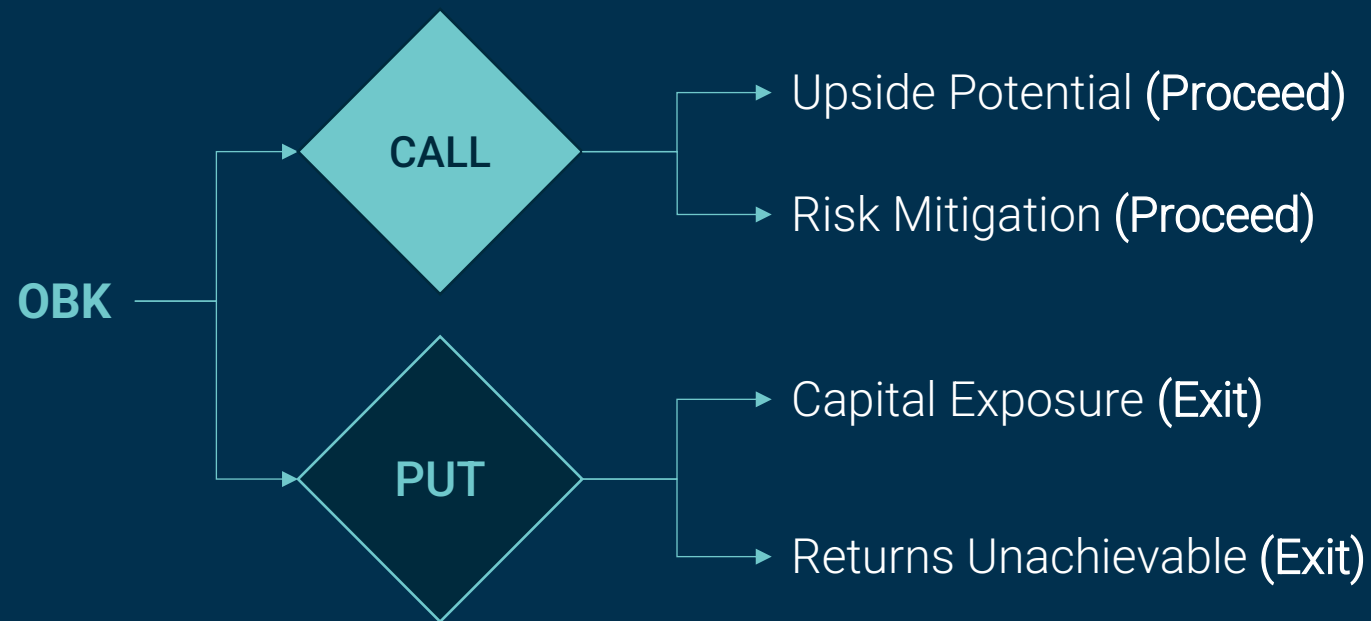 CALL
Upside Potential (Proceed)
Risk Mitigation (Proceed)
OBK
PUT
Capital Exposure (Exit)
Returns Unachievable (Exit)